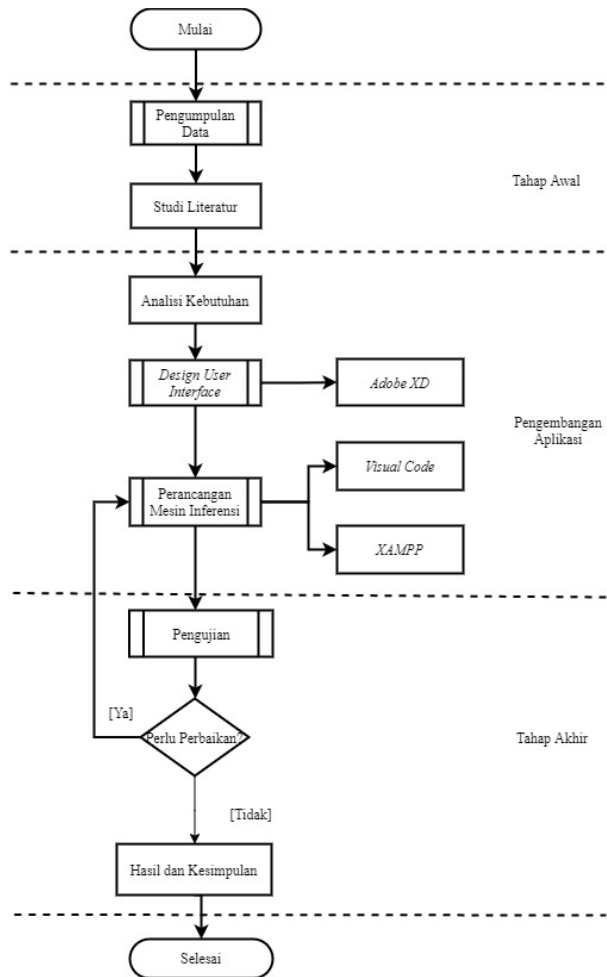 Mulai
Pengumpulan
Data
Tahap Awal
Studi Literatur
Analisi Kebutuhan
Design User
Interface
Adobe XD
Pengembangan
Aplikasi
Visual Code
Perancangan
Mesin Inferensi
XAMPP
Pengujian
[Ya]
Perlu Perbaikan?
Tahap Akhir
[Tidak]
Hasil dan Kesimpulan
Selesai